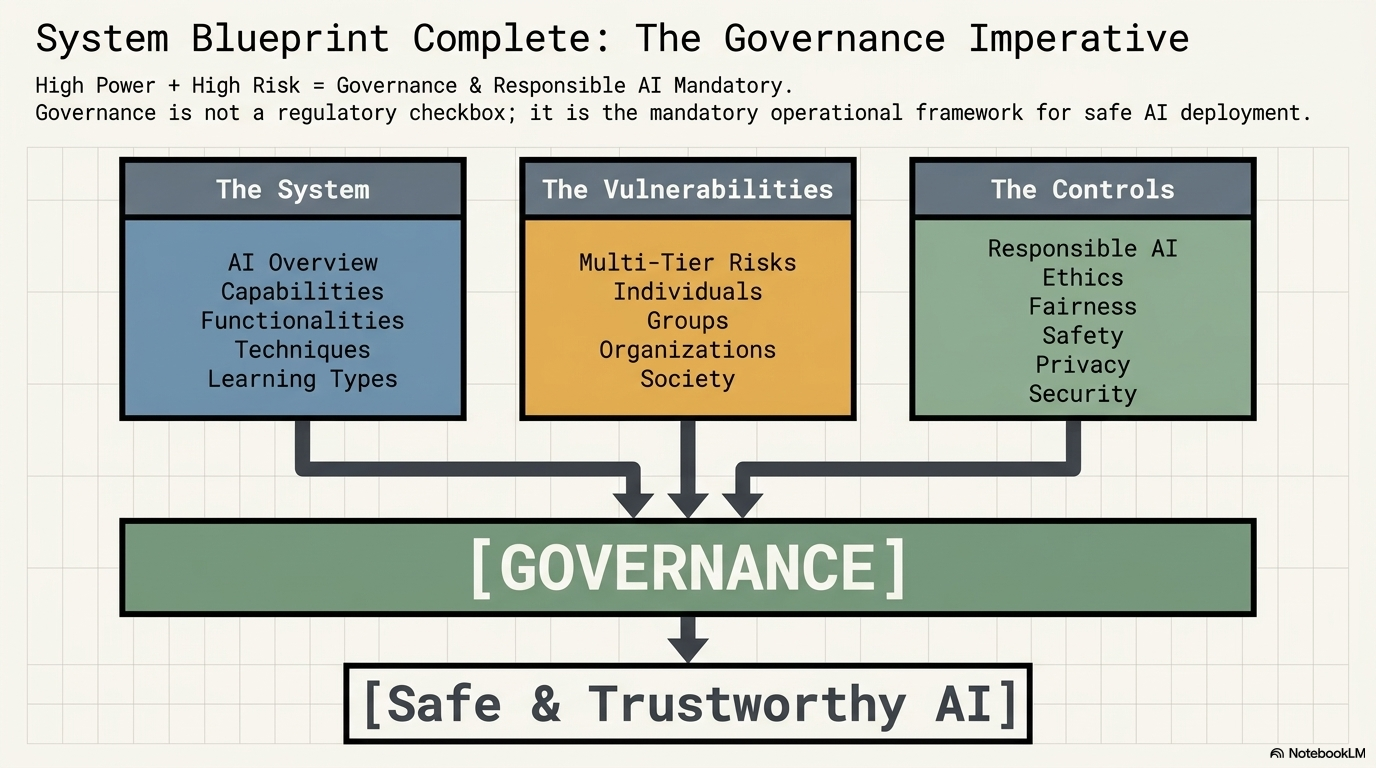 System Blueprint Complete: The Governance Imperative
High Power + High Risk = Governance & Responsible AI Mandatory.
Governance is not a regulatory checkbox; it is the mandatory operational framework for safe AI deployment.
The System
AI Overview
Capabilities
Functionalities
Techniques
Learning Types
The Vulnerabilities
Multi-Tier Risks
Individuals
Groups
Organizations
Society
The Controls
Responsible AI
Ethics
Fairness
Safety
Privacy
Security
[GOVERNANCE]
[Safe & Trustworthy AI]
NotebookLM